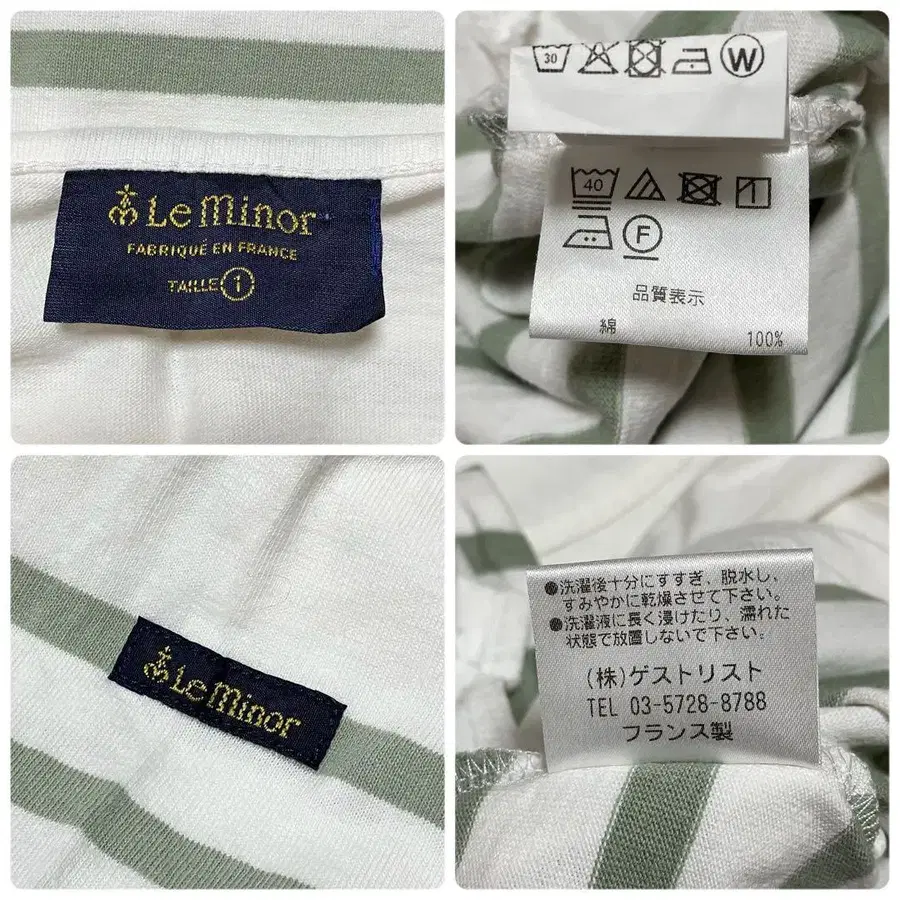 Le minor
FABRIQUÉ EN FRANCE
TAILLE 1
30
W
40
1
F
品質表示
綿 100%
Le minor
●洗濯後十分にすすぎ、脱水し、
すみやかに乾燥させて下さい。
●洗濯液に長く浸けたり、濡れた
状態で放置しないで下さい。
(株)ゲストリスト
TEL 03-5728-8788
フランス製